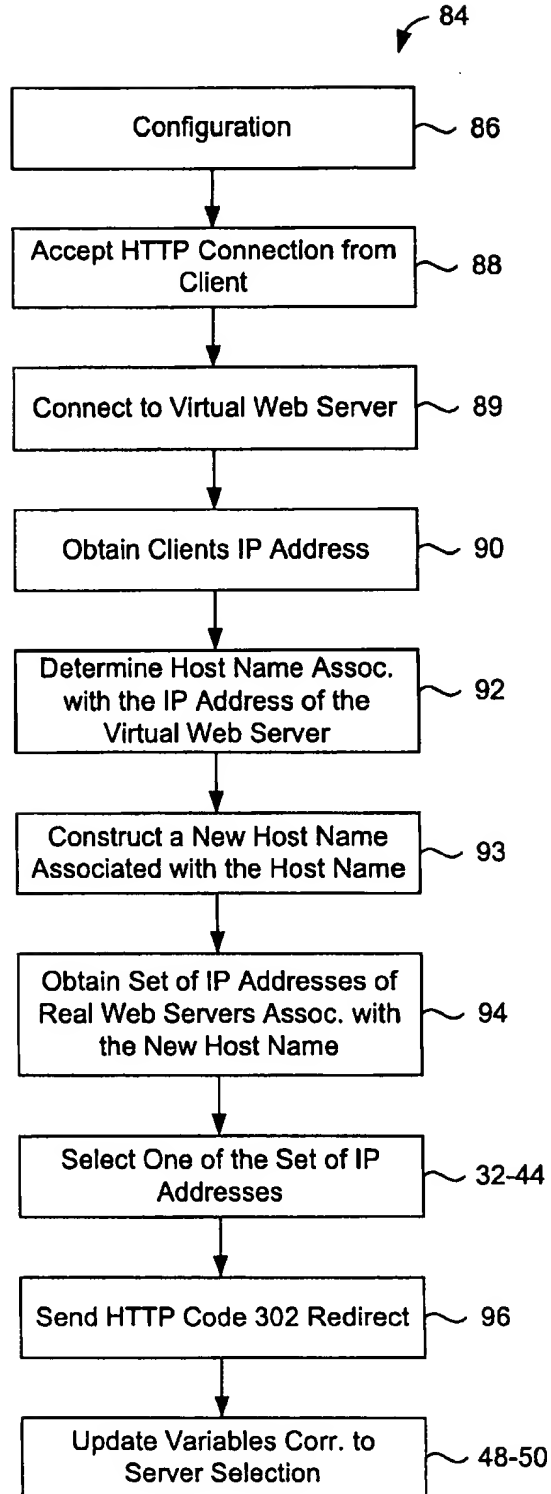 84
Configuration
86
Accept HTTP Connection from
Client
88
Connect to Virtual Web Server
89
Obtain Clients IP Address
90
Determine Host Name Assoc.
with the IP Address of the
Virtual Web Server
92
Construct a New Host Name
Associated with the Host Name
93
Obtain Set of IP Addresses of
Real Web Servers Assoc. with
the New Host Name
94
Select One of the Set of IP
Addresses
32-44
Send HTTP Code 302 Redirect
96
Update Variables Corr. to
Server Selection
48-50